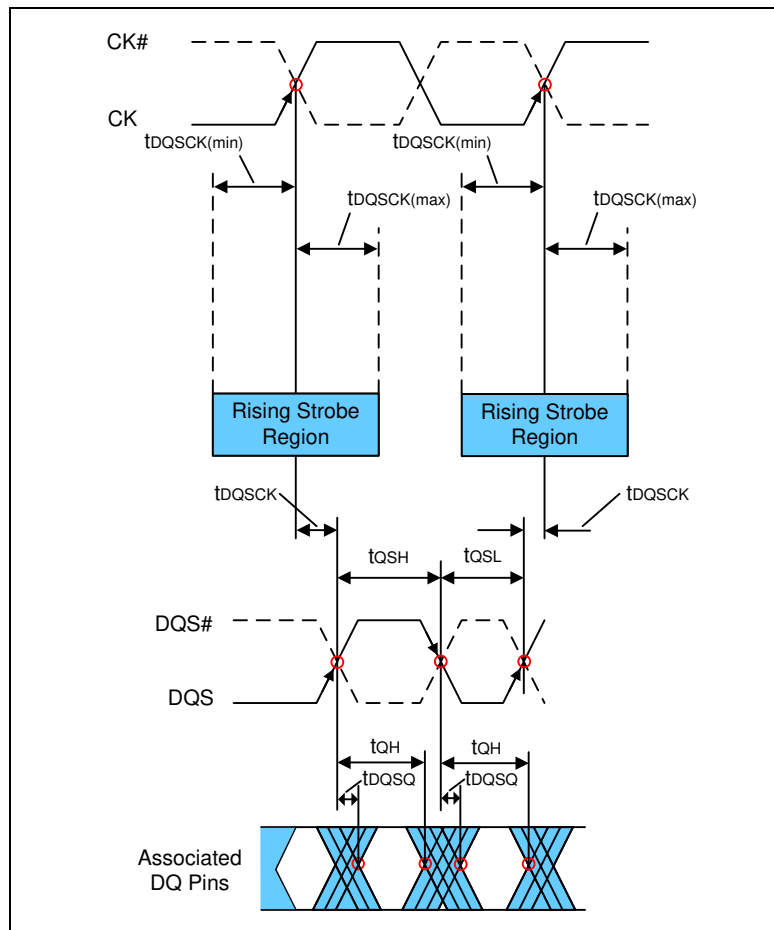 CK#
CK
tDQSCK(min)
tDQSCK(min)
tDQSCK(max)
tDQSCK(max)
Rising Strobe
Region
Rising Strobe
Region
tDQSCK
tDQSCK
tQSH
tQSL
DQS#
DQS
tQH
tQH
tDQSQ
tDQSQ
Associated
DQ Pins